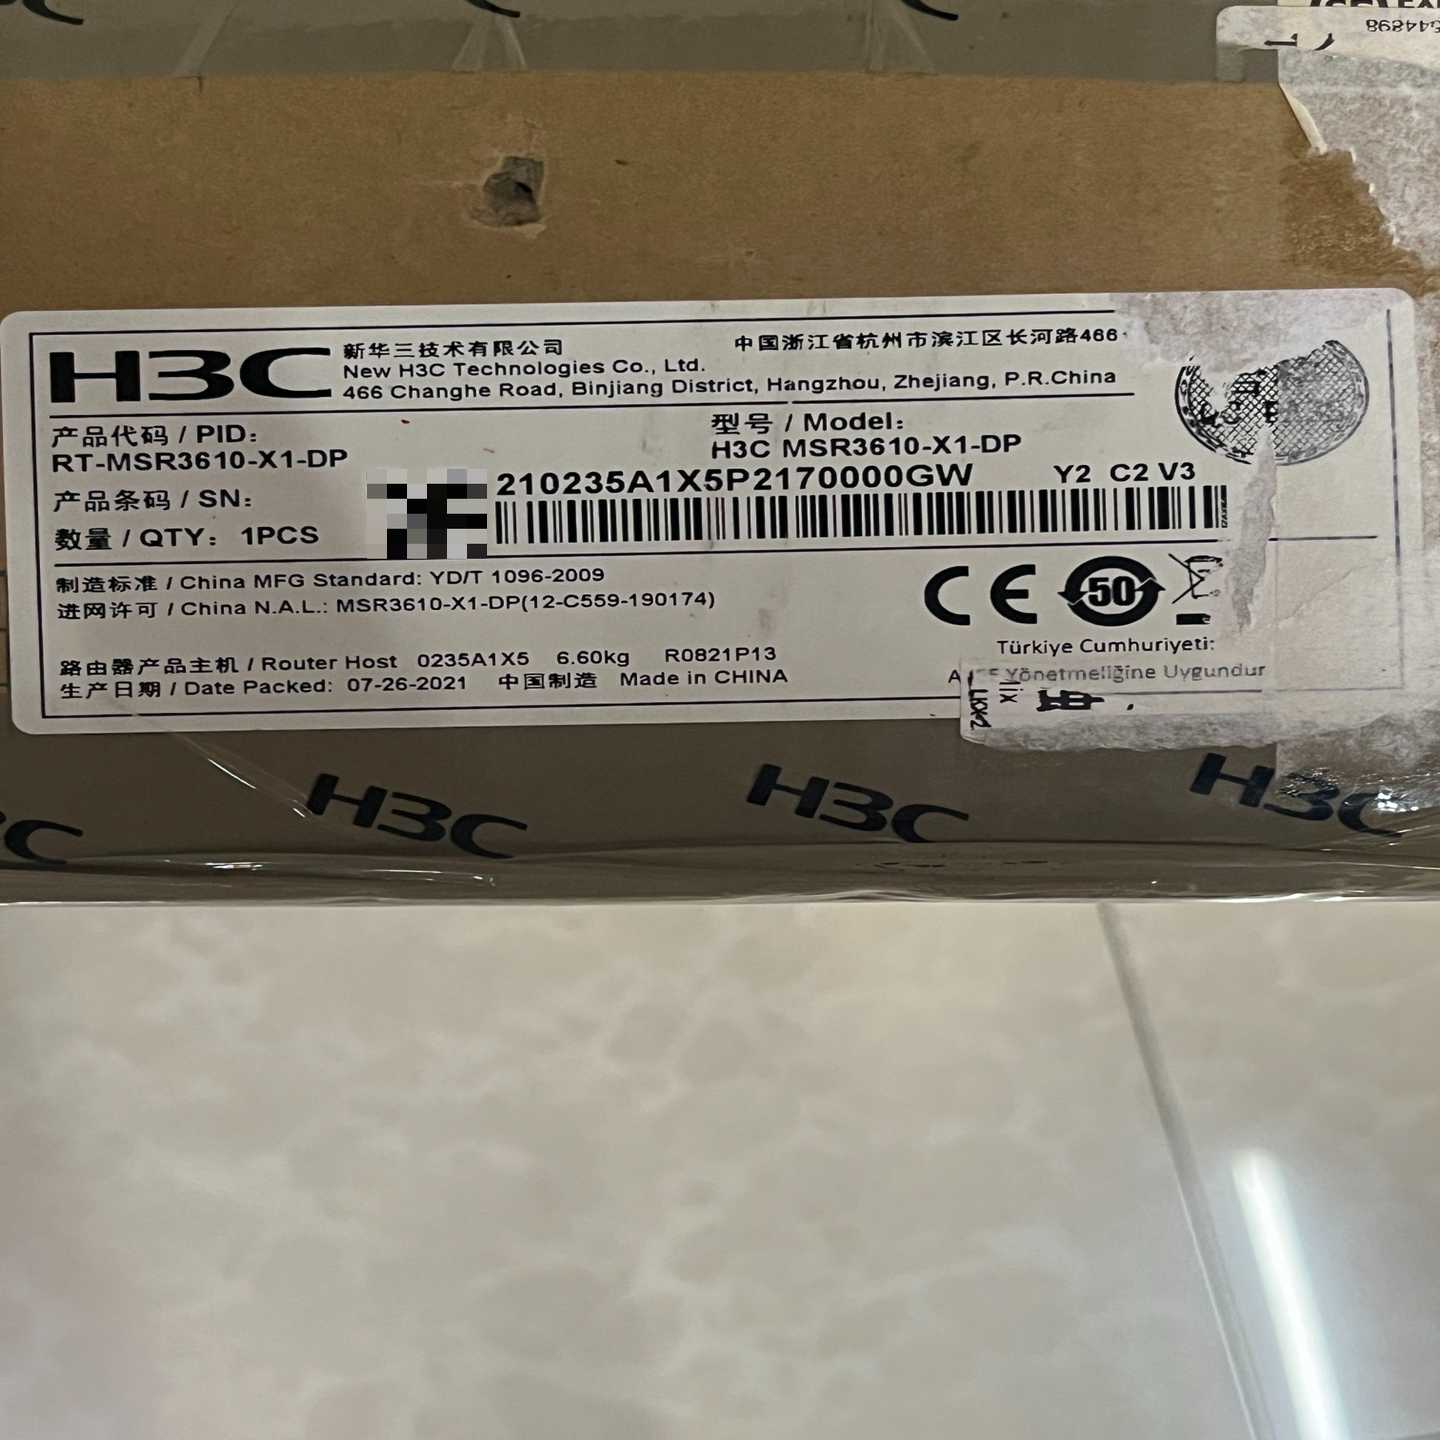 544898
H3C
新华三技术有限公司
中国浙江省杭州市滨江区长河路466
New H3C Technologies Co., Ltd.
466 Changhe Road, Binjiang District, Hangzhou, Zhejiang, P.R.China
产品代码 / PID:
RT-MSR3610-X1-DP
型号 / Model:
H3C MSR3610-X1-DP
产品条码 / SN:
210235A1X5P2170000GW
Y2 C2 V3
数量 / QTY: 1PCS
制造标准 / China MFG Standard: YD/T 1096-2009
进网许可 / China N.A.L.: MSR3610-X1-DP(12-C559-190174)
CE
50
Türkiye Cumhuriyeti:
Yönetmeliğine Uygundur
路由器产品主机 / Router Host 0235A1X5 6.60kg R0821P13
生产日期 / Date Packed: 07-26-2021 中国制造 Made in CHINA
H3C
H3C
H3C